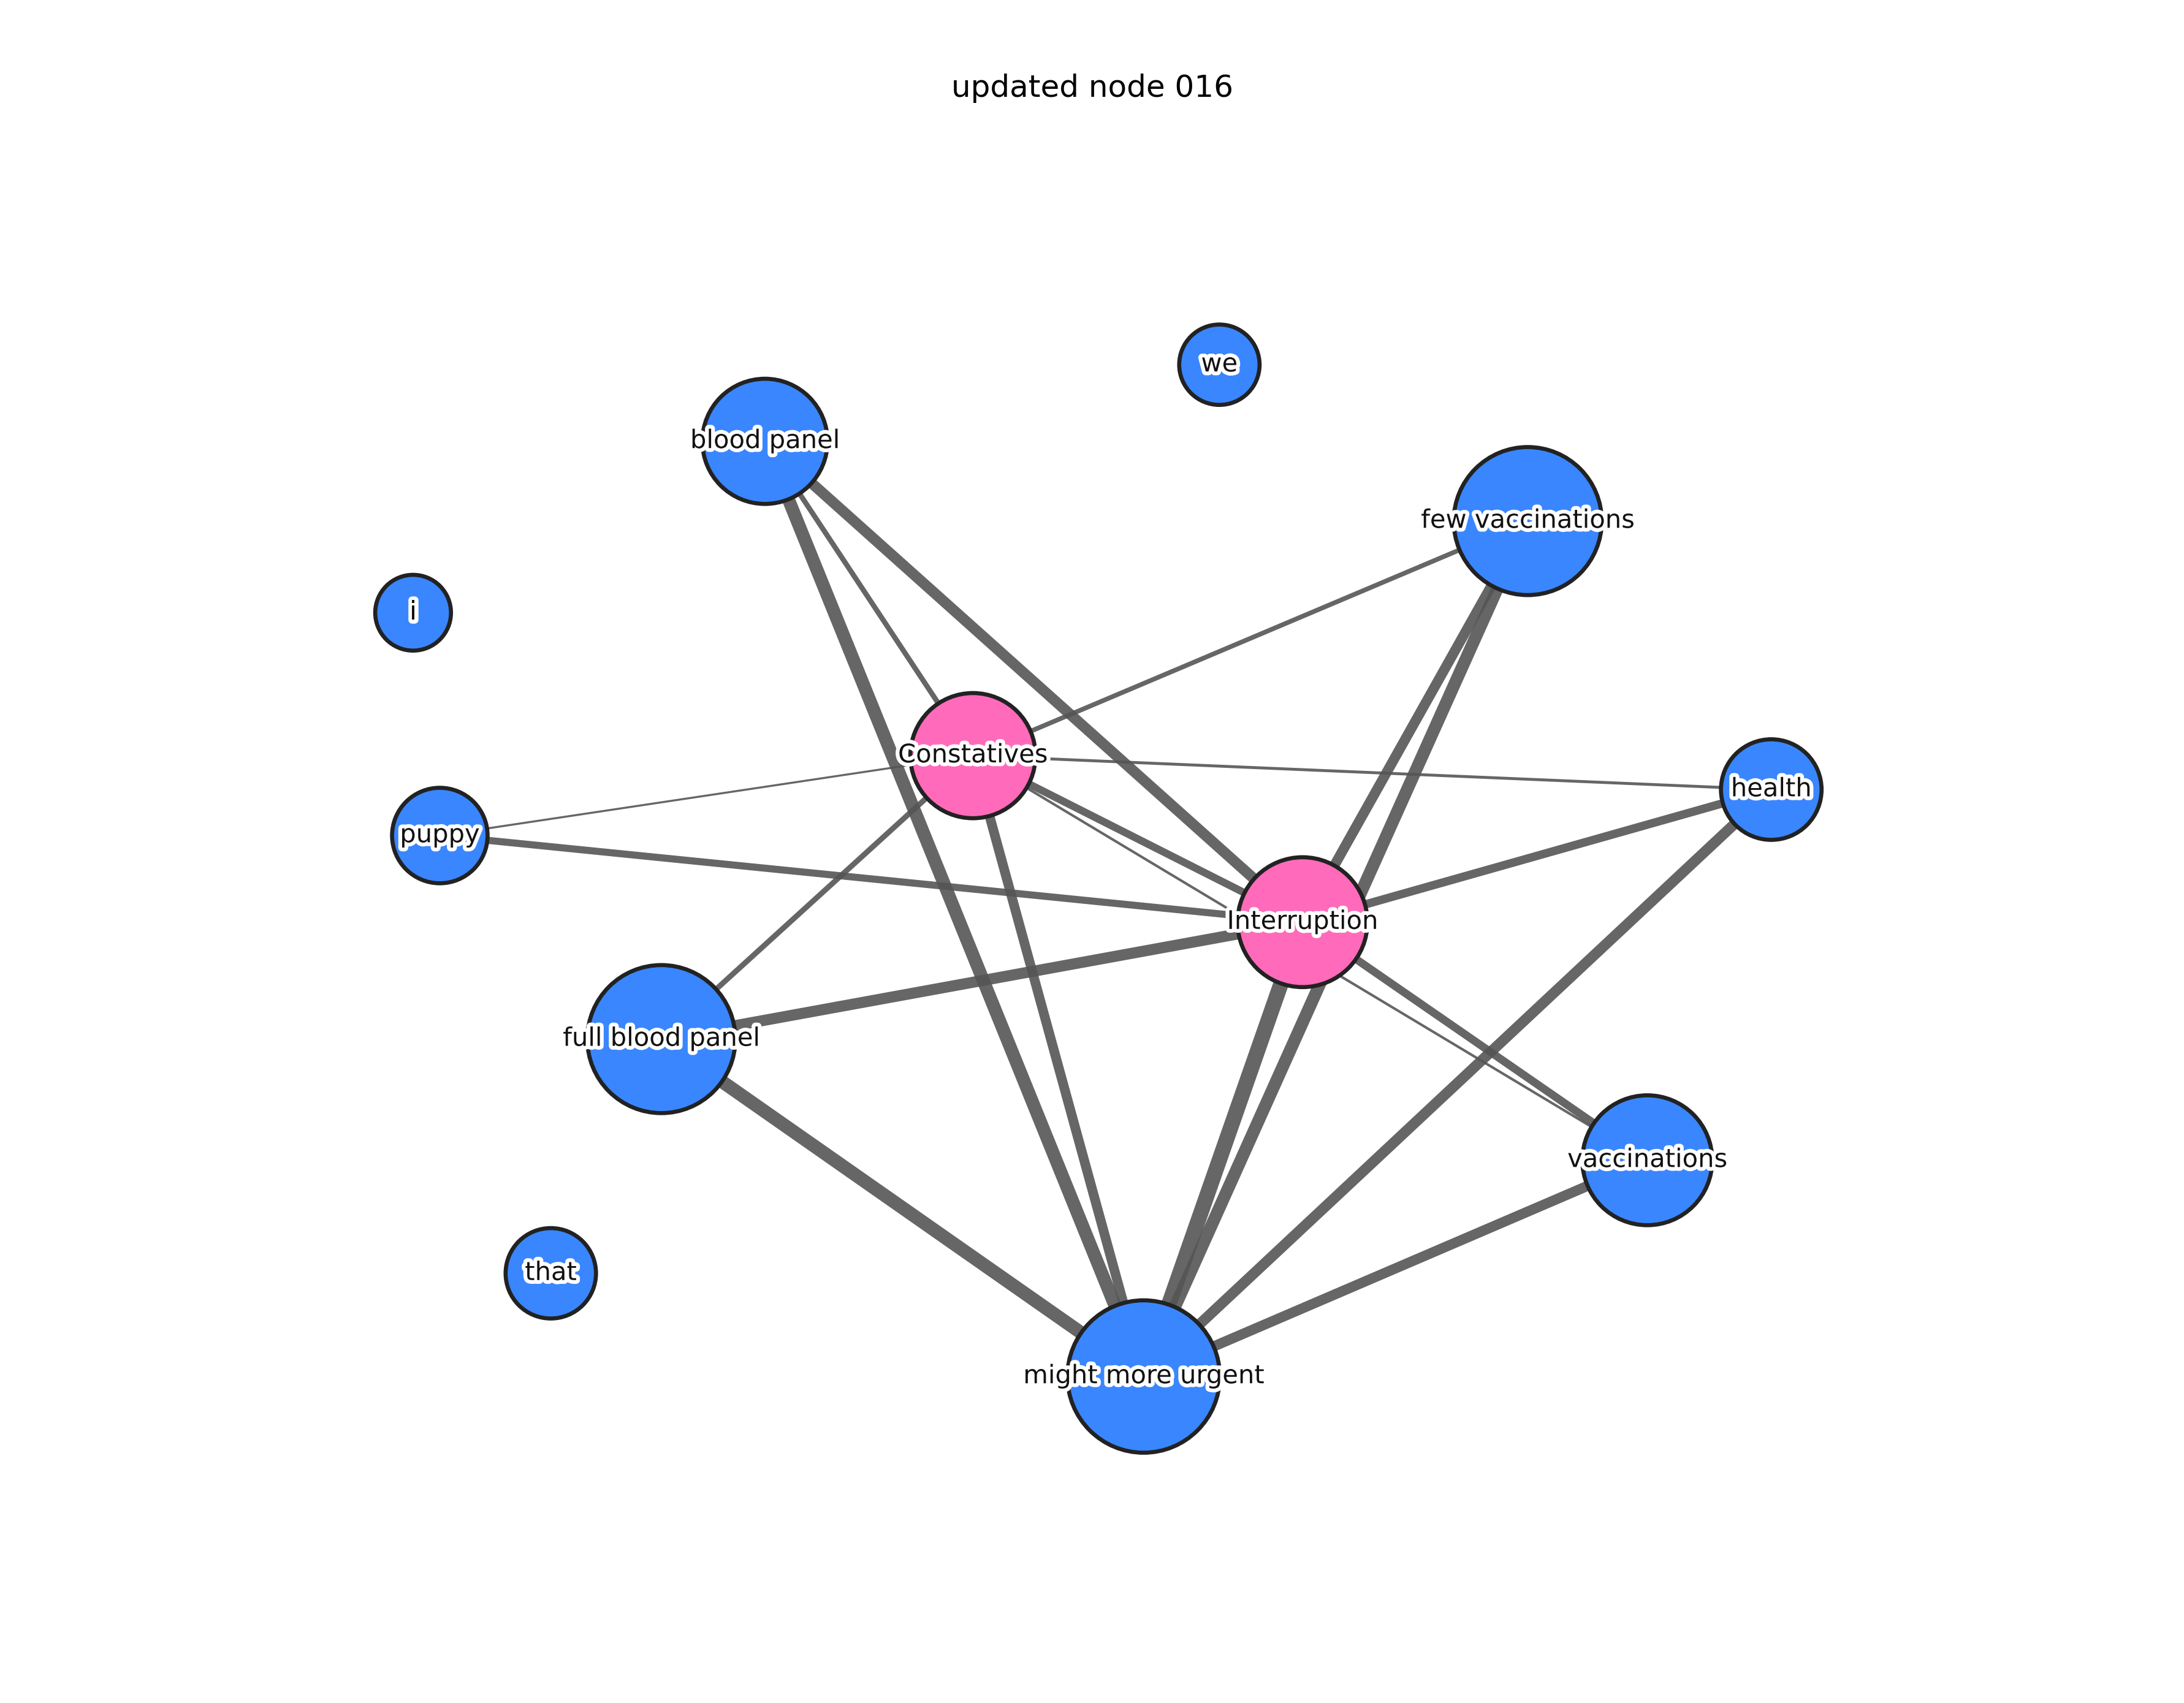 updated node 016
we
blood panel
few vaccinations
i
Constatives
health
puppy
Interruption
full blood panel
vaccinations
that
might more urgent